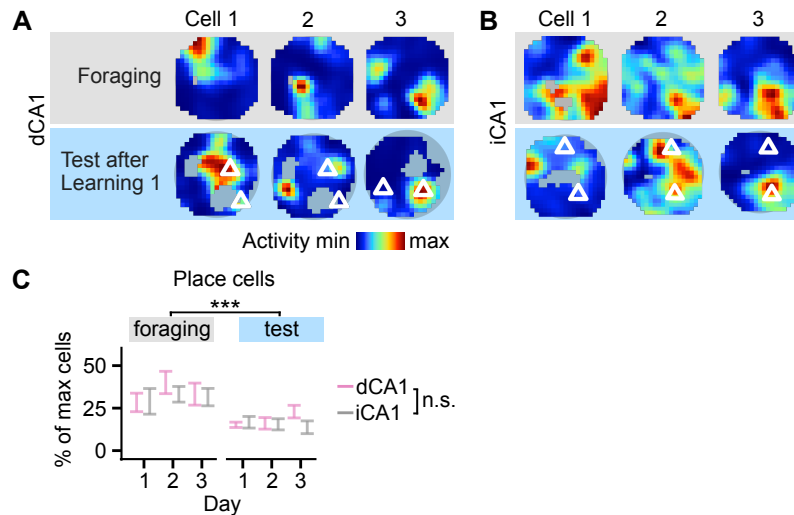 A
Cell 1 2 3
dCA1
Foraging
Test after
Learning 1
Activity min max
B
Cell 1 2 3
iCA1
C
Place cells
***
foraging test
% of max cells
50
25
0
dCA1
iCA1
n.s.
1 2 3 1 2 3
Day